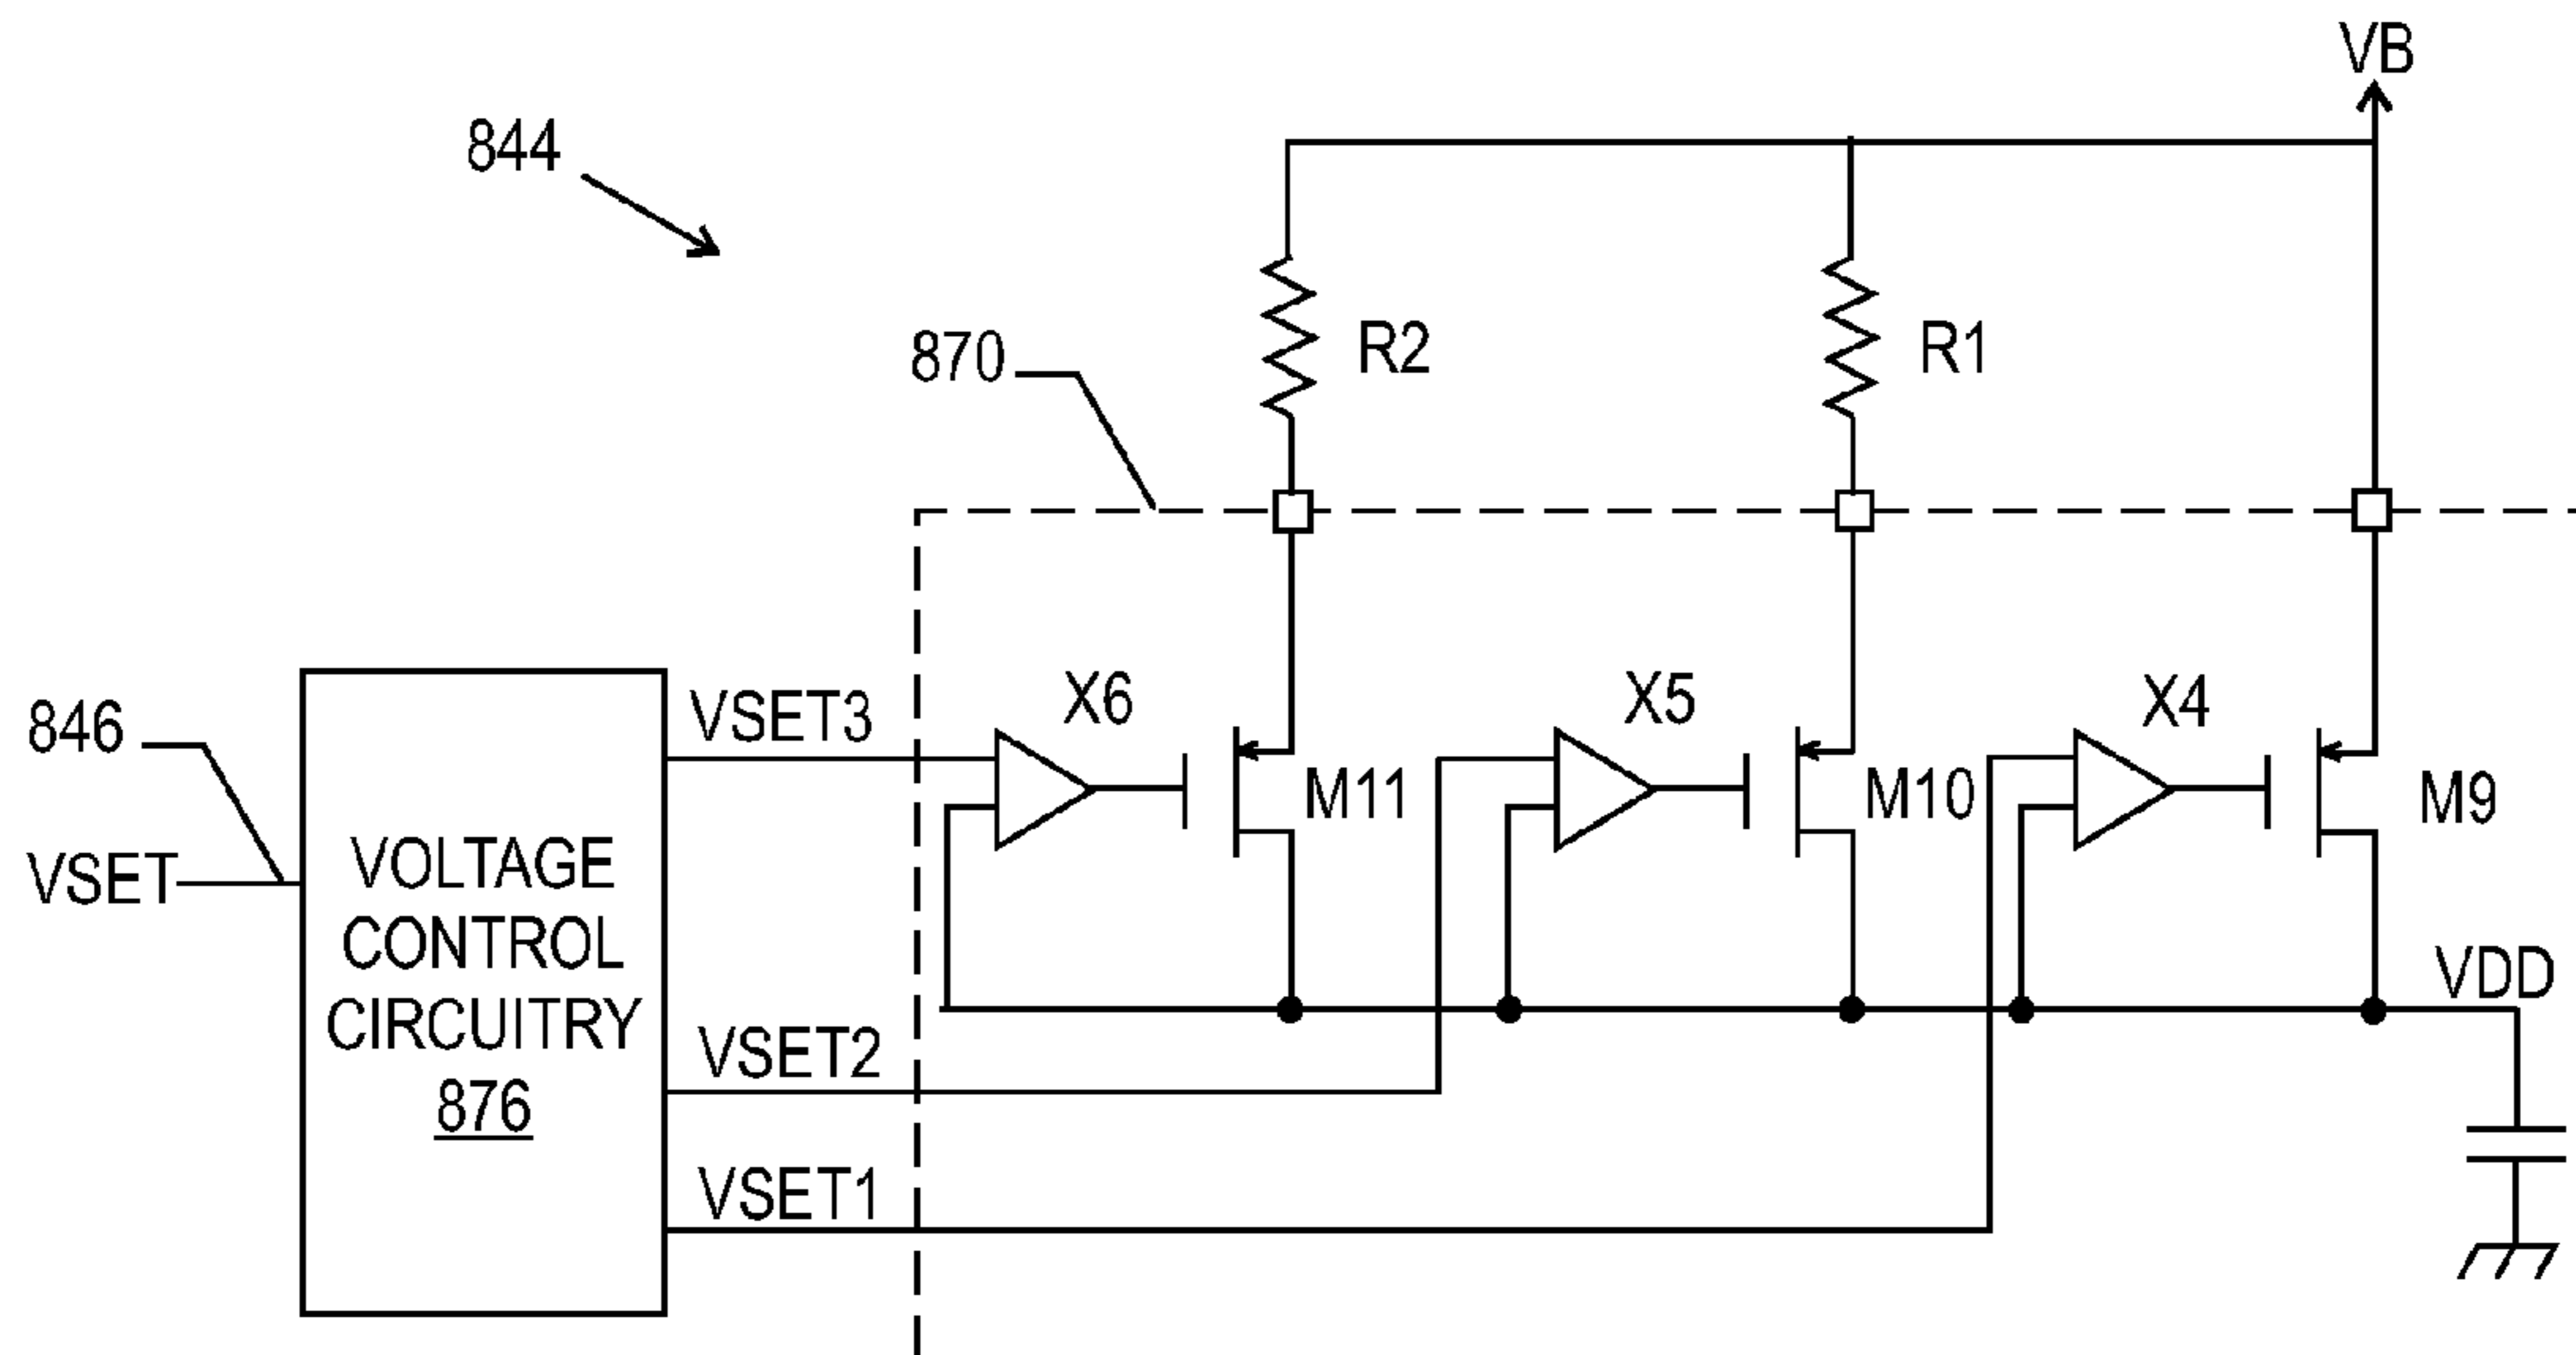 VB
844
870
R2
R1
X6
X5
X4
846
VSET3
M11
M10
M9
VSET
VOLTAGE
CONTROL
CIRCUITRY
876
VDD
VSET2
VSET1